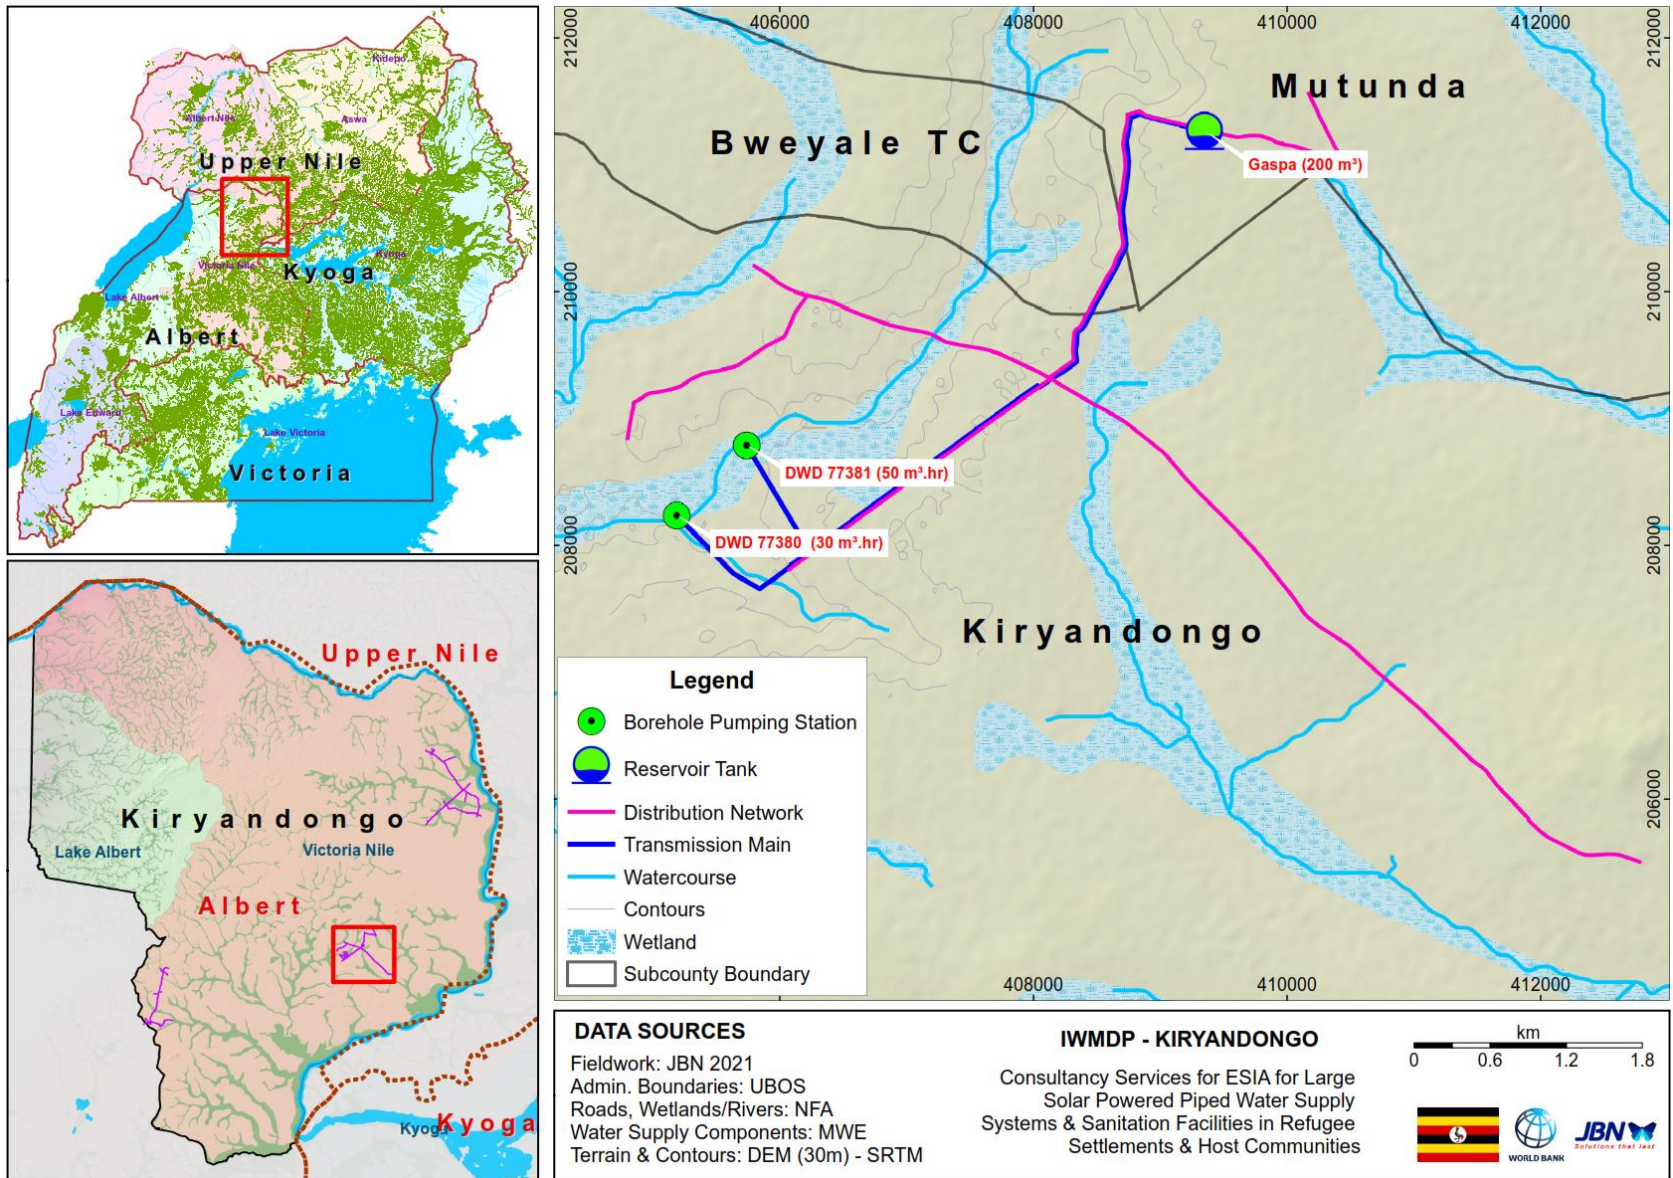 Kidepo
Albert Nile
Aswa
Upper Nile
Victoria Nile
Kyoga
Kyoga
Lake Albert
Albert
Lake Edward
Lake Victoria
Victoria
Upper Nile
Kiryandongo
Lake Albert
Victoria Nile
Albert
Kyoga
Kyoga
406000
408000
410000
412000
212000
212000
Mutunda
Bweyale TC
Gaspa (200 m³)
210000
210000
DWD 77381 (50 m³.hr)
208000
208000
DWD 77380 (30 m³.hr)
Kiryandongo
206000
Legend
Borehole Pumping Station
Reservoir Tank
Distribution Network
Transmission Main
Watercourse
Contours
Wetland
Subcounty Boundary
408000
410000
412000
DATA SOURCES
Fieldwork: JBN 2021
Admin. Boundaries: UBOS
Roads, Wetlands/Rivers: NFA
Water Supply Components: MWE
Terrain & Contours: DEM (30m) - SRTM
IWMDP - KIRYANDONGO
Consultancy Services for ESIA for Large
Solar Powered Piped Water Supply
Systems & Sanitation Facilities in Refugee
Settlements & Host Communities
km
0 0.6 1.2 1.8
WORLD BANK
JBN
Solutions that last